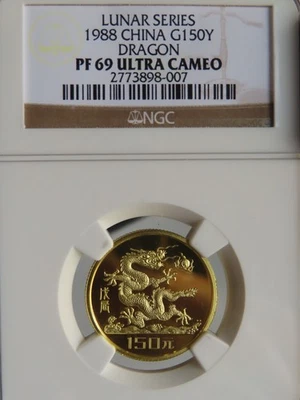 LUNAR SERIES
1988 CHINA G150Y
DRAGON
PF 69 ULTRA CAMEO
2773898-007
NGC
戊辰
150元